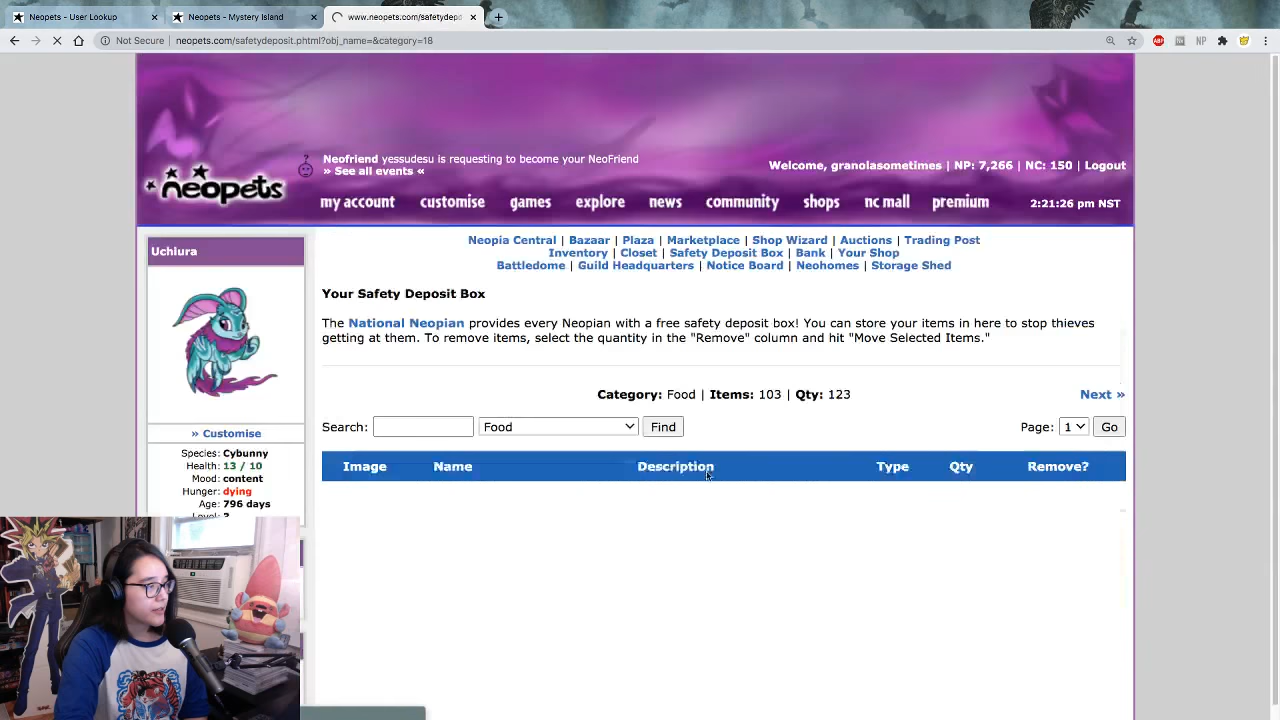 Neopets - User Lookup
Neopets - Mystery Island
www.neopets.com/safetydepo
Not Secure | neopets.com/safetydeposit.phtml?obj_name=&category=18
ABP
NP
Neofriend yessudesu is requesting to become your NeoFriend
» See all events «
Welcome, granolasometimes | NP: 7,266 | NC: 150 | Logout
neopets
my account customise games explore news community shops nc mall premium
2:21:26 pm NST
Uchiura
Neopia Central | Bazaar | Plaza | Marketplace | Shop Wizard | Auctions | Trading Post
Inventory | Closet | Safety Deposit Box | Bank | Your Shop
Battledome | Guild Headquarters | Notice Board | Neohomes | Storage Shed
Your Safety Deposit Box
The National Neopian provides every Neopian with a free safety deposit box! You can store your items in here to stop thieves
getting at them. To remove items, select the quantity in the "Remove" column and hit "Move Selected Items."
Category: Food | Items: 103 | Qty: 123
Next »
Search: Food Find
Page: 1 Go
» Customise
Image Name Description Type Qty Remove?
Species: Cybunny
Health: 13 / 10
Mood: content
Hunger: dying
Age: 796 days